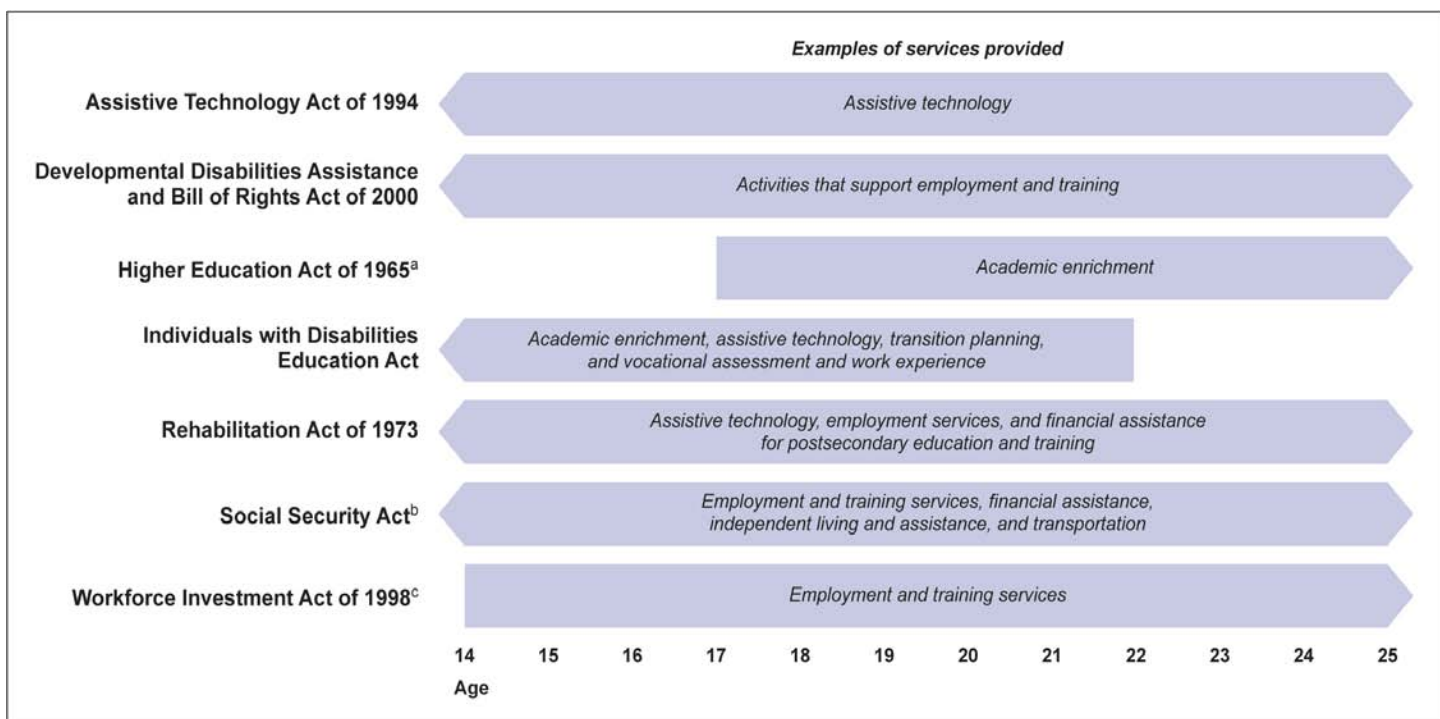 Examples of services provided
Assistive Technology Act of 1994
Assistive technology
Developmental Disabilities Assistance
and Bill of Rights Act of 2000
Activities that support employment and training
Higher Education Act of 1965a
Academic enrichment
Individuals with Disabilities
Education Act
Academic enrichment, assistive technology, transition planning,
and vocational assessment and work experience
Rehabilitation Act of 1973
Assistive technology, employment services, and financial assistance
for postsecondary education and training
Social Security Actb
Employment and training services, financial assistance,
independent living and assistance, and transportation
Workforce Investment Act of 1998c
Employment and training services
14 15 16 17 18 19 20 21 22 23 24 25
Age